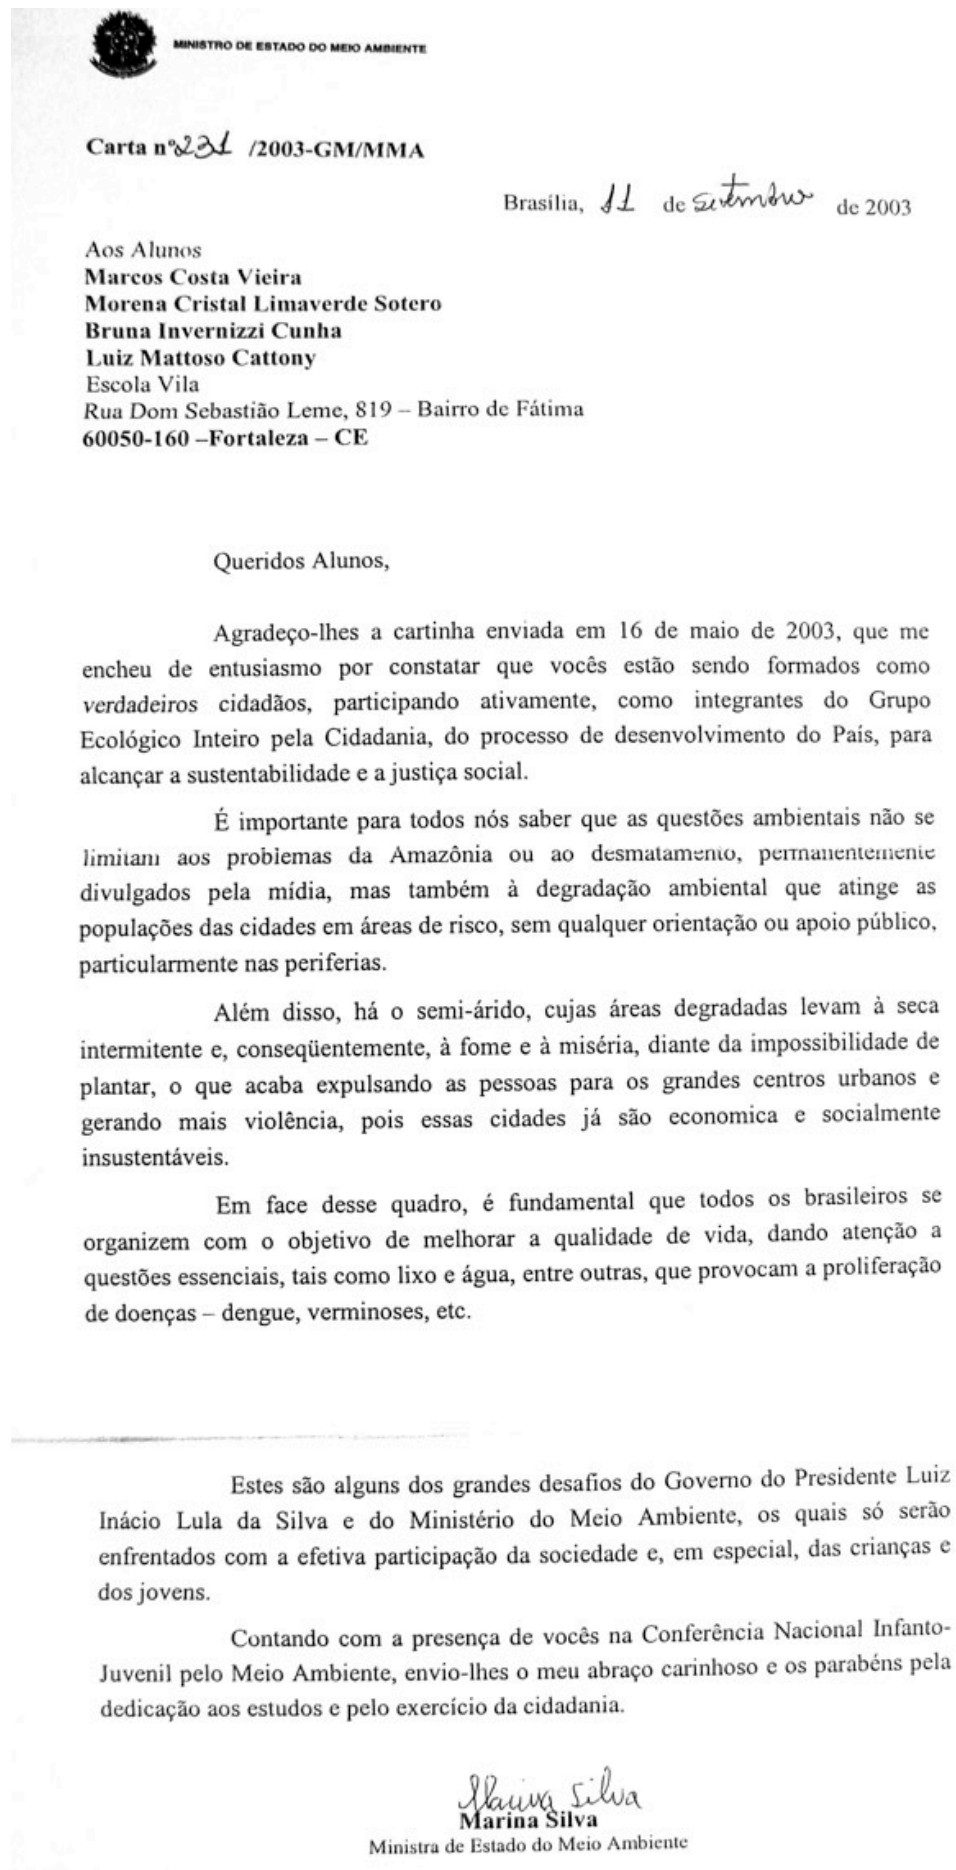 MINISTRO DE ESTADO DO MEIO AMBIENTE
Carta nº 231 /2003-GM/MMA
Brasília, 11 de setembro de 2003
Aos Alunos
Marcos Costa Vieira
Morena Cristal Limaverde Sotero
Bruna Invernizzi Cunha
Luiz Mattoso Cattony
Escola Vila
Rua Dom Sebastião Leme, 819 – Bairro de Fátima
60050-160 –Fortaleza – CE
Queridos Alunos,
Agradeço-lhes a cartinha enviada em 16 de maio de 2003, que me
encheu de entusiasmo por constatar que vocês estão sendo formados como
verdadeiros cidadãos, participando ativamente, como integrantes do Grupo
Ecológico Inteiro pela Cidadania, do processo de desenvolvimento do País, para
alcançar a sustentabilidade e a justiça social.
É importante para todos nós saber que as questões ambientais não se
limitam aos problemas da Amazônia ou ao desmatamento, permanentemente
divulgados pela mídia, mas também à degradação ambiental que atinge as
populações das cidades em áreas de risco, sem qualquer orientação ou apoio público,
particularmente nas periferias.
Além disso, há o semi-árido, cujas áreas degradadas levam à seca
intermitente e, conseqüentemente, à fome e à miséria, diante da impossibilidade de
plantar, o que acaba expulsando as pessoas para os grandes centros urbanos e
gerando mais violência, pois essas cidades já são economica e socialmente
insustentáveis.
Em face desse quadro, é fundamental que todos os brasileiros se
organizem com o objetivo de melhorar a qualidade de vida, dando atenção a
questões essenciais, tais como lixo e água, entre outras, que provocam a proliferação
de doenças – dengue, verminoses, etc.
Estes são alguns dos grandes desafios do Governo do Presidente Luiz
Inácio Lula da Silva e do Ministério do Meio Ambiente, os quais só serão
enfrentados com a efetiva participação da sociedade e, em especial, das crianças e
dos jovens.
Contando com a presença de vocês na Conferência Nacional Infanto-
Juvenil pelo Meio Ambiente, envio-lhes o meu abraço carinhoso e os parabéns pela
dedicação aos estudos e pelo exercício da cidadania.
Marina Silva
Marina Silva
Ministra de Estado do Meio Ambiente